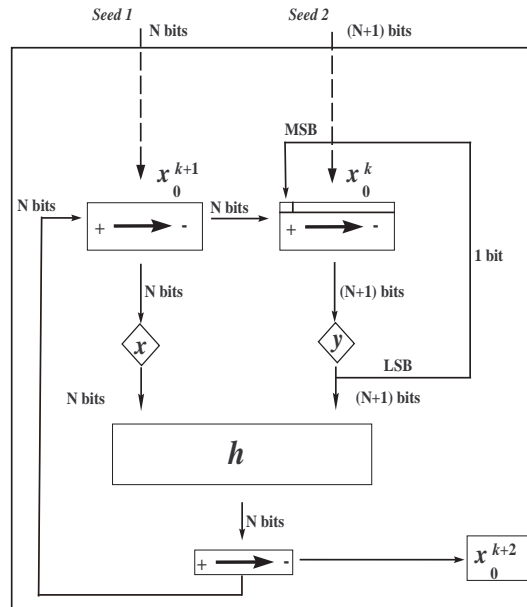 Seed 1
Seed 2
N bits
(N+1) bits
MSB
x 0 k+1
x 0 k
N bits
N bits
+ -
+ -
1 bit
N bits
(N+1) bits
x
y
LSB
N bits
(N+1) bits
h
N bits
+ -
x 0 k+2